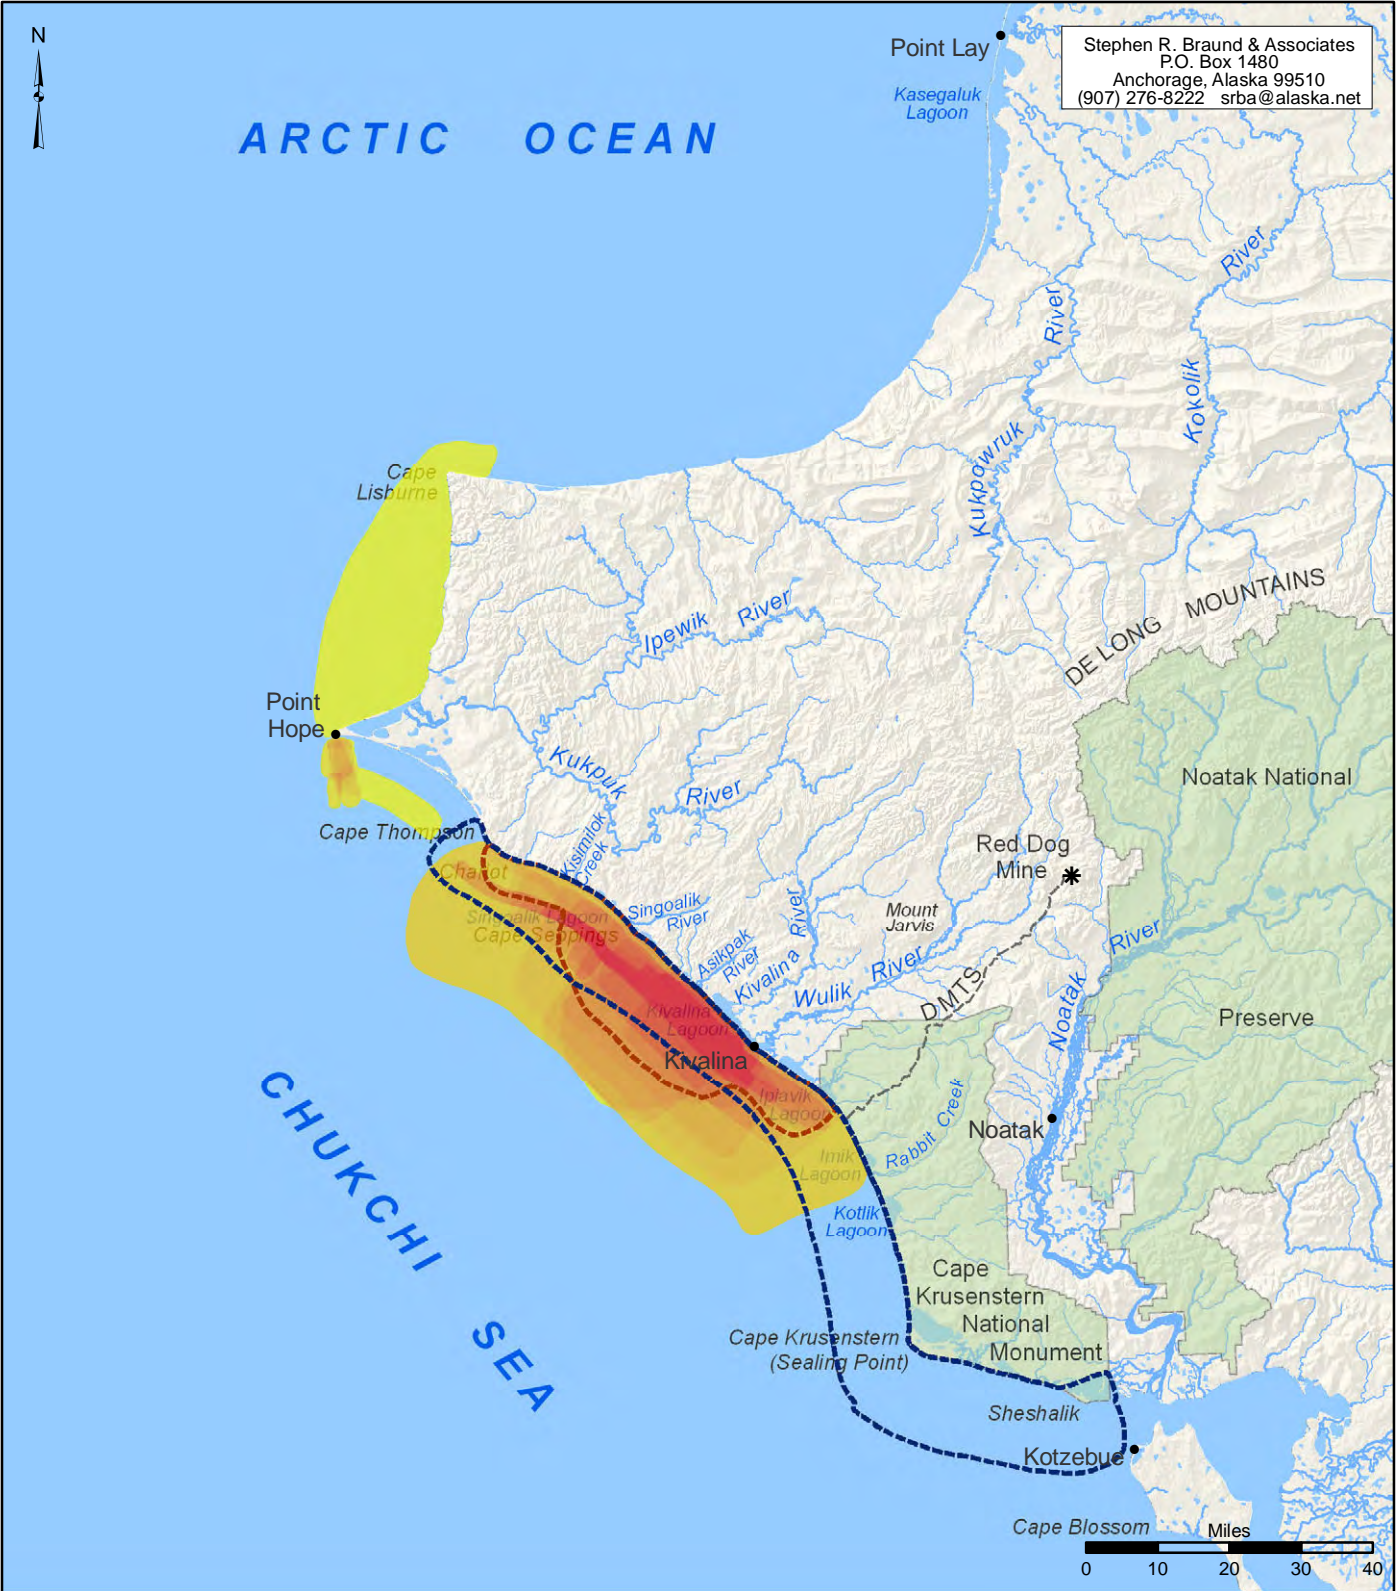 N
Point Lay
Stephen R. Braund & Associates
P.O. Box 1480
Anchorage, Alaska 99510
(907) 276-8222 srba@alaska.net
Kasegaluk
Lagoon
ARCTIC OCEAN
River
River
Kokolik
Kukpowruk
Cape
Lisburne
DE LONG MOUNTAINS
Ipewik River
Point
Hope
Kukpuk
River
Noatak National
Cape Thompson
Kisimilok
Creek
Red Dog
Mine
Chariot
Singoalik Lagoon
Cape Seppings
Singoalik
River
Mount
Jarvis
Asikpak
River
Kivalina River
Wulik River
River
Noatak
DMTS
Preserve
Kivalina
Lagoon
Kivalina
Iplavik
Lagoon
Rabbit Creek
Noatak
Imik
Lagoon
Kotlik
Lagoon
CHUKCHI SEA
Cape
Krusenstern
National
Monument
Cape Krusenstern
(Sealing Point)
Sheshalik
Kotzebue
Cape Blossom
Miles
0 10 20 30 40